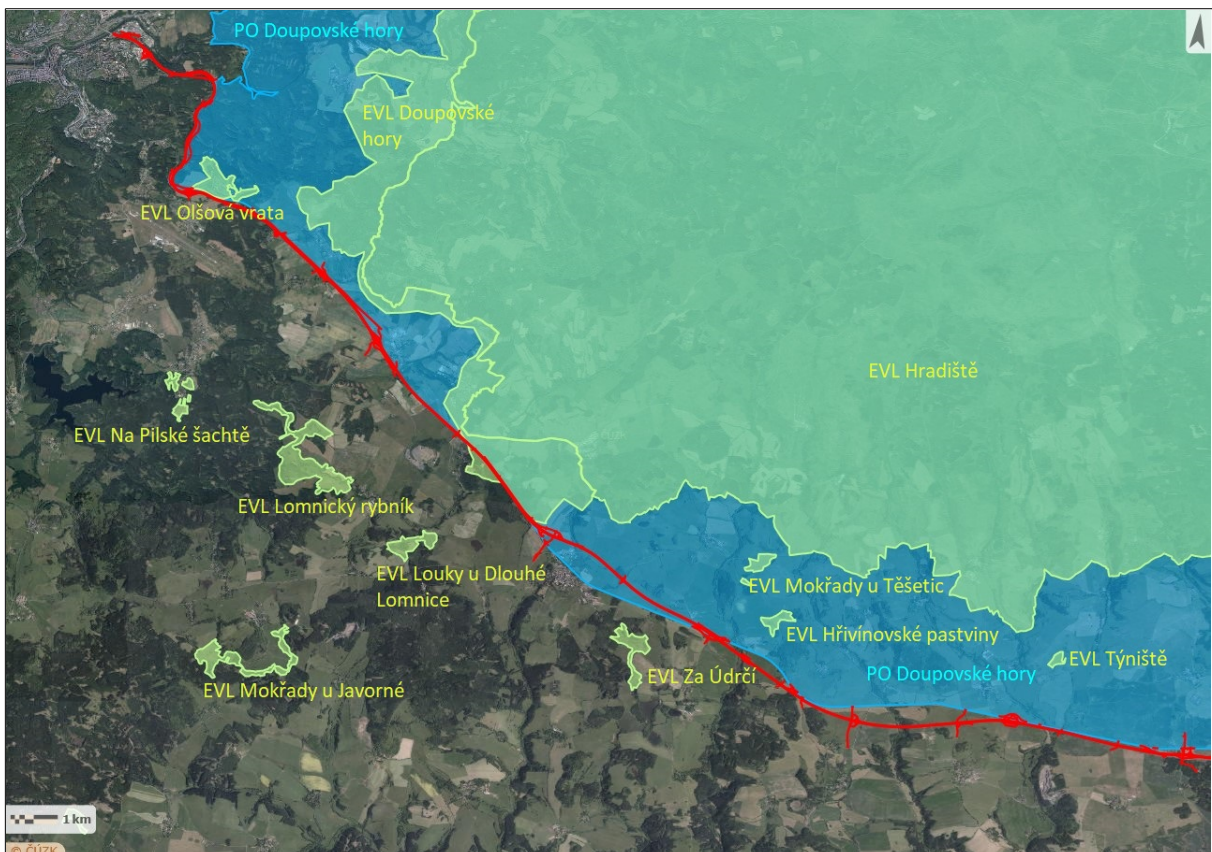 PO Doupovské hory
EVL Doupovské
hory
EVL Olšová vrata
EVL Hradiště
EVL Na Pilské šachtě
EVL Lomnický rybník
EVL Louky u Dlouhé
Lomnice
EVL Mokřady u Těšetic
EVL Hřivínovské pastviny
EVL Týniště
EVL Za Údrčí
PO Doupovské hory
EVL Mokřady u Javorné
1 km
© ČÚZK